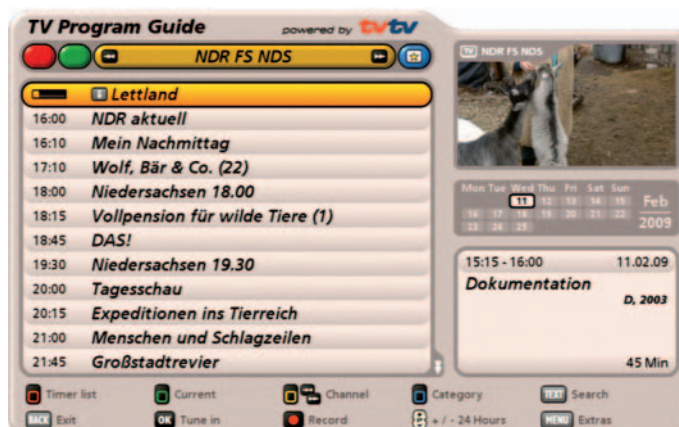 TV Program Guide powered by tvtv
NDR FS NDS
TV NDR FS NDS
i Lettland
16:00 NDR aktuell
16:10 Mein Nachmittag
17:10 Wolf, Bär & Co. (22)
18:00 Niedersachsen 18.00
18:15 Vollpension für wilde Tiere (1)
18:45 DAS!
19:30 Niedersachsen 19.30
20:00 Tagesschau
20:15 Expeditionen ins Tierreich
21:00 Menschen und Schlagzeilen
21:45 Großstadtrevier
Mon Tue Wed Thu Fri Sat Sun
11 12 13 14 15 Feb
16 17 18 19 20 21 22 2009
23 24 25
15:15 - 16:00 11.02.09
Dokumentation
D, 2003
45 Min
Timer list Current Channel Category TEXT Search
BACK Exit OK Tune in Record + / - 24 Hours MENU Extras